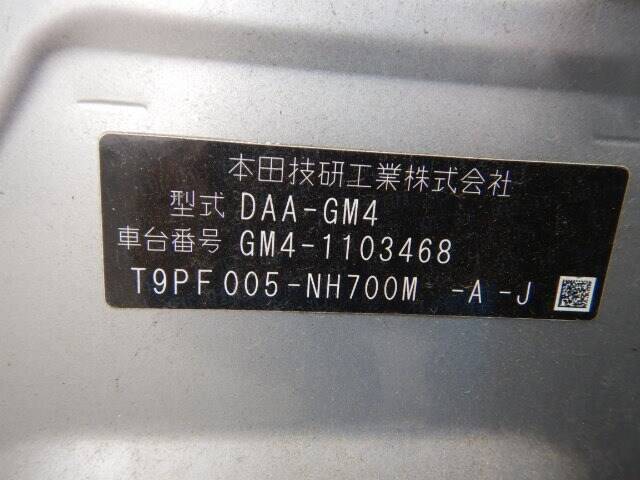 本田技研工業株式会社
型式 DAA-GM4
車台番号 GM4-1103468
T9PF005-NH700M -A -J